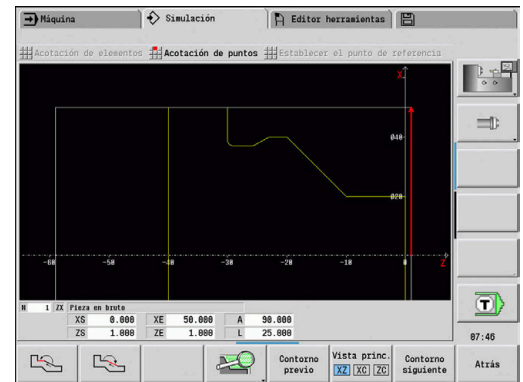 Máquina
Simulación
Editor herramientas
Acotación de elementos
Acotación de puntos
Establecer el punto de referencia
X
Ø40
Ø20
-60 -50 -40 -30 -20 -10 0 Z
N 1 ZX Pieza en bruto
XS 0.000 XE 50.000 A 90.000
ZS 1.000 ZE 1.000 L 25.000
T
07:46
Contorno previo
Vista princ.
XZ XC ZC
Contorno siguiente
Atrás